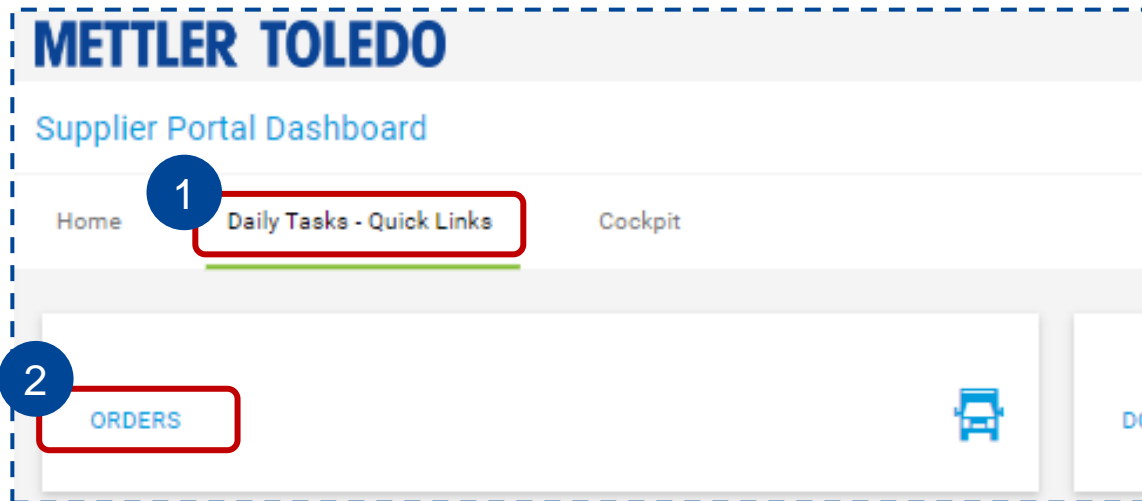 METTLER TOLEDO
Supplier Portal Dashboard
1
Home Daily Tasks - Quick Links Cockpit
2
ORDERS